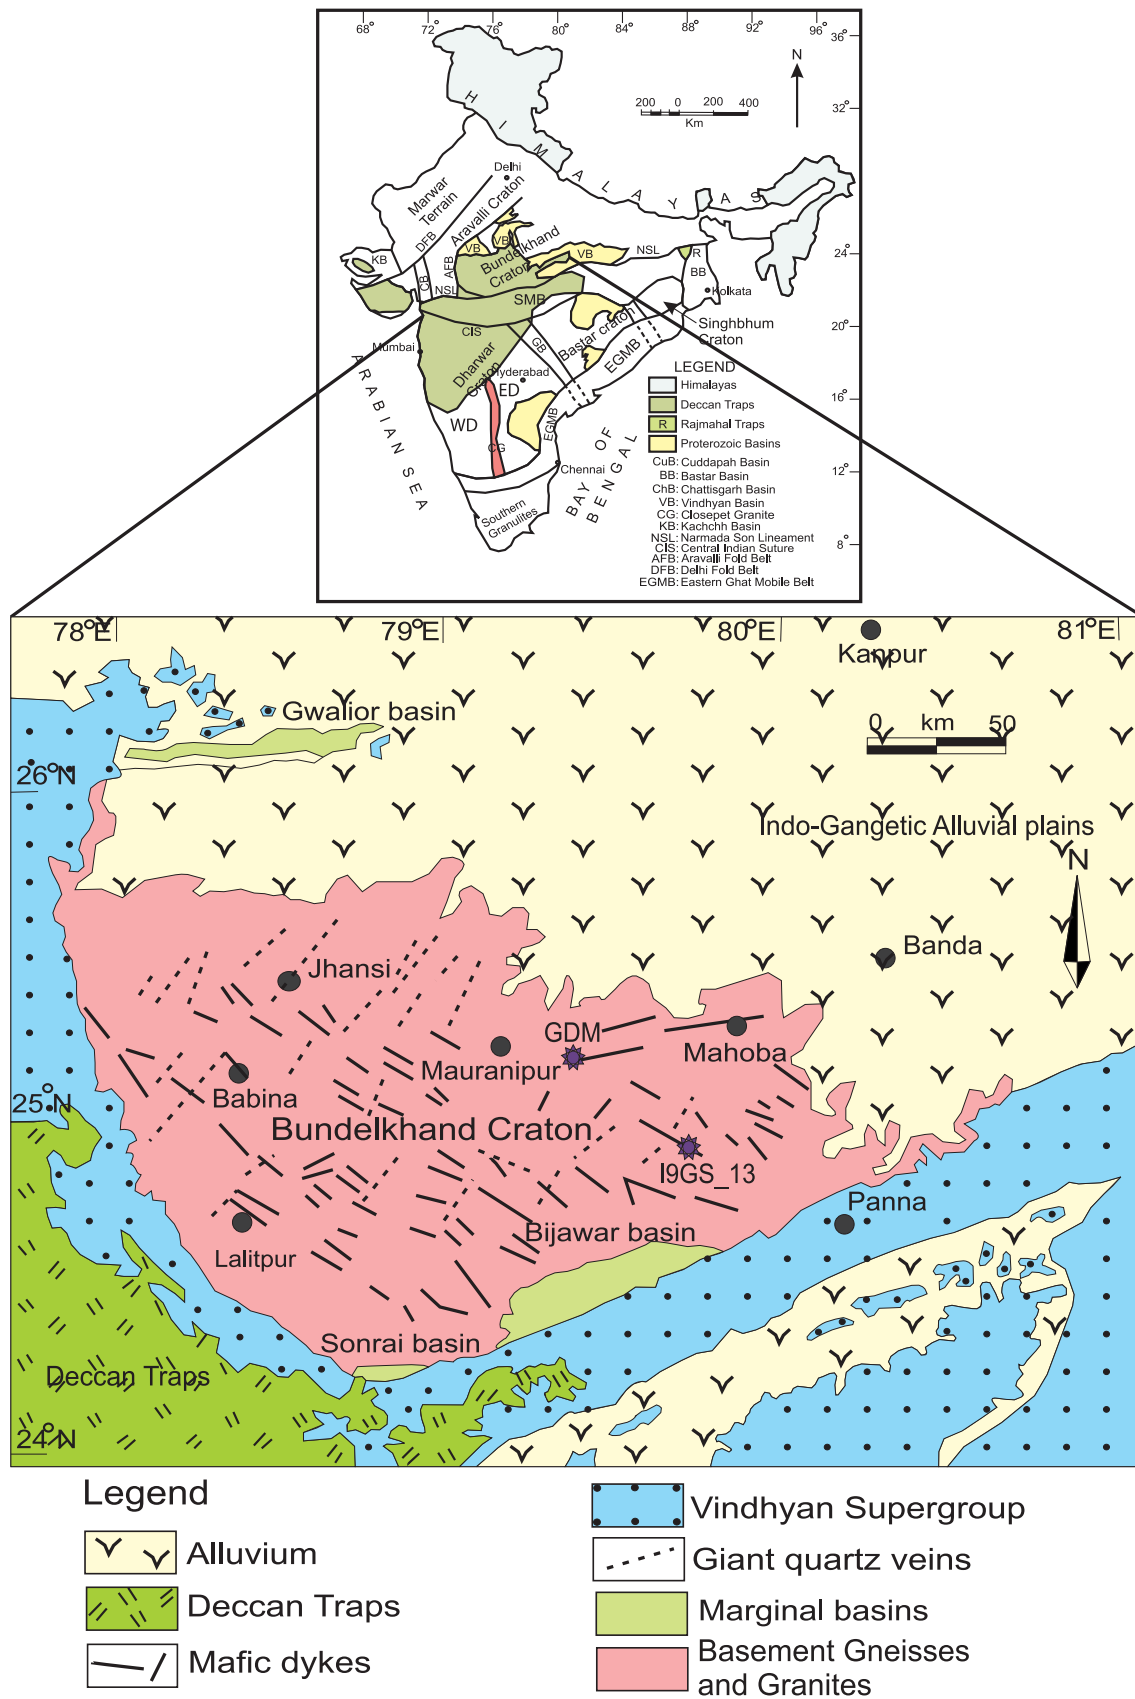 68° 72° 76° 80° 84° 88° 92° 96°
36°
32°
24°
20°
16°
12°
8°
N
200 0 200 400
Km
HIMALAYAS
Delhi
Marwar
Terrain
DFB
Aravalli Craton
VB
VB
Bundelkhand
Craton
VB
NSL
R
BB
Kolkata
KB
CB
AFB
NSL
SMB
CIS
GB
Bastar craton
EGMB
Singhbhum
Craton
Mumbai
Dharwar
Craton
Hyderabad
ED
WD
CG
EGMB
Chennai
Southern
Granulites
ARABIAN SEA
BAY OF
BENGAL
LEGEND
Himalayas
Deccan Traps
R Rajmahal Traps
Proterozoic Basins
CuB: Cuddapah Basin
BB: Bastar Basin
ChB: Chattisgarh Basin
VB: Vindhyan Basin
CG: Closepet Granite
KB: Kachchh Basin
NSL: Narmada Son Lineament
CIS: Central Indian Suture
AFB: Aravalli Fold Belt
DFB: Delhi Fold Belt
EGMB: Eastern Ghat Mobile Belt
78°E 79°E 80°E 81°E
Kanpur
Gwalior basin
0 km 50
26°N
Indo-Gangetic Alluvial plains
N
Banda
Jhansi
GDM
Mahoba
Mauranipur
Babina
25°N
Bundelkhand Craton
I9GS_13
Panna
Bijawar basin
Lalitpur
Sonrai basin
Deccan Traps
24°N
Legend
Alluvium
Deccan Traps
Mafic dykes
Vindhyan Supergroup
Giant quartz veins
Marginal basins
Basement Gneisses
and Granites